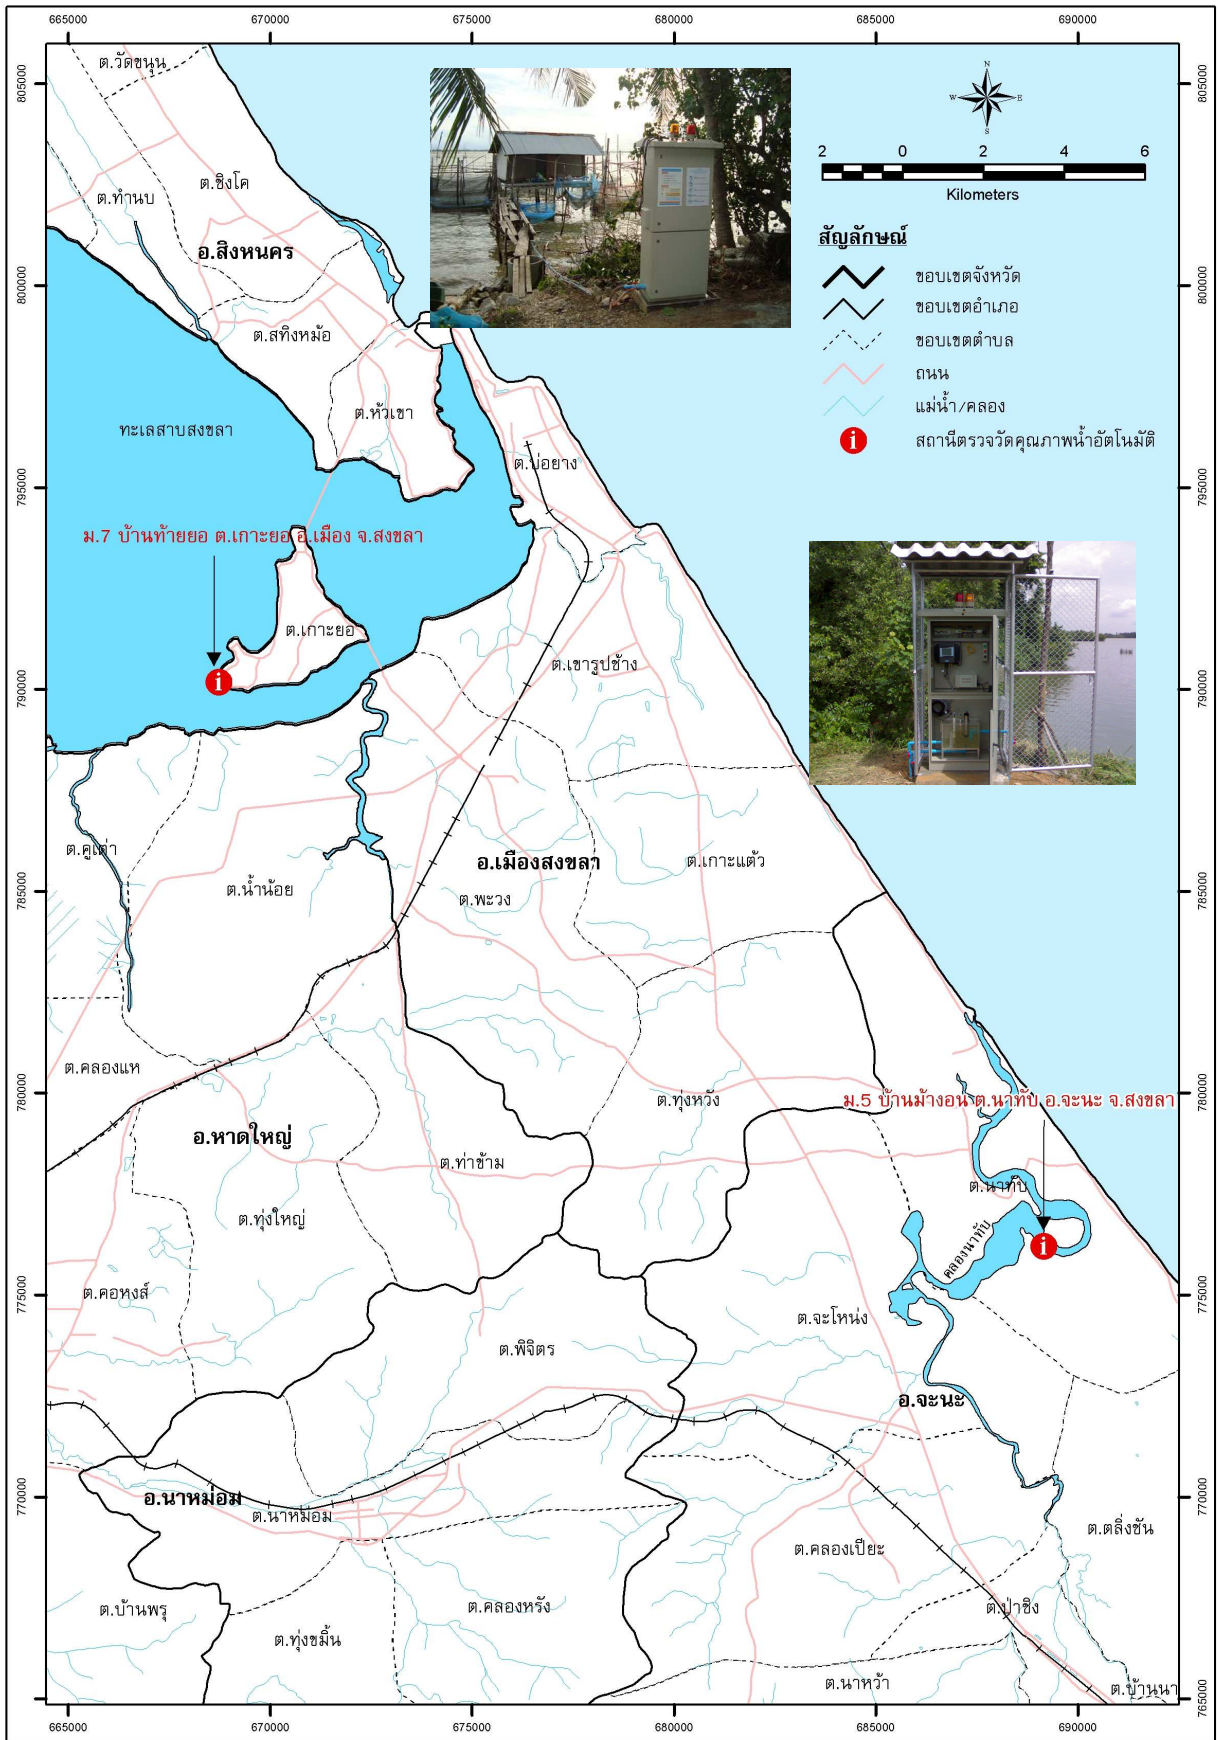 665000 670000 675000 680000 685000 690000
805000 805000
800000 800000
795000 795000
790000 790000
785000 785000
780000 780000
775000 775000
770000 770000
765000
N
W E
S
2 0 2 4 6
Kilometers
สัญลักษณ์
ขอบเขตจังหวัด
ขอบเขตอำเภอ
ขอบเขตตำบล
ถนน
แม่น้ำ/คลอง
i สถานีตรวจวัดคุณภาพน้ำอัตโนมัติ
ต.วัดขนุน
ต.ชิงโค
ต.ทำนบ
อ.สิงหนคร
ต.สทิงหม้อ
ต.หัวเขา
ทะเลสาบสงขลา
ต.บ่อยาง
ม.7 บ้านท้ายยอ ต.เกาะยอ อ.เมือง จ.สงขลา
ต.เกาะยอ
ต.เขารูปช้าง
i
ต.คูเต่า
อ.เมืองสงขลา
ต.เกาะแต้ว
ต.น้ำน้อย
ต.พะวง
ต.คลองแห
ต.ทุ่งหวัง
ม.5 บ้านม้างอน ต.นาทับ อ.จะนะ จ.สงขลา
อ.หาดใหญ่
ต.ท่าข้าม
ต.นาทับ
ต.ทุ่งใหญ่
คลองนาทับ
i
ต.คอหงส์
ต.จะโหน่ง
ต.พิจิตร
อ.จะนะ
อ.นาหม่อม
ต.นาหม่อม
ต.ตลิ่งชัน
ต.คลองเปียะ
ต.บ้านพรุ
ต.คลองหรัง
ต.ป่าชิง
ต.ทุ่งขมิ้น
ต.นาหว้า
ต.บ้านนา
665000 670000 675000 680000 685000 690000